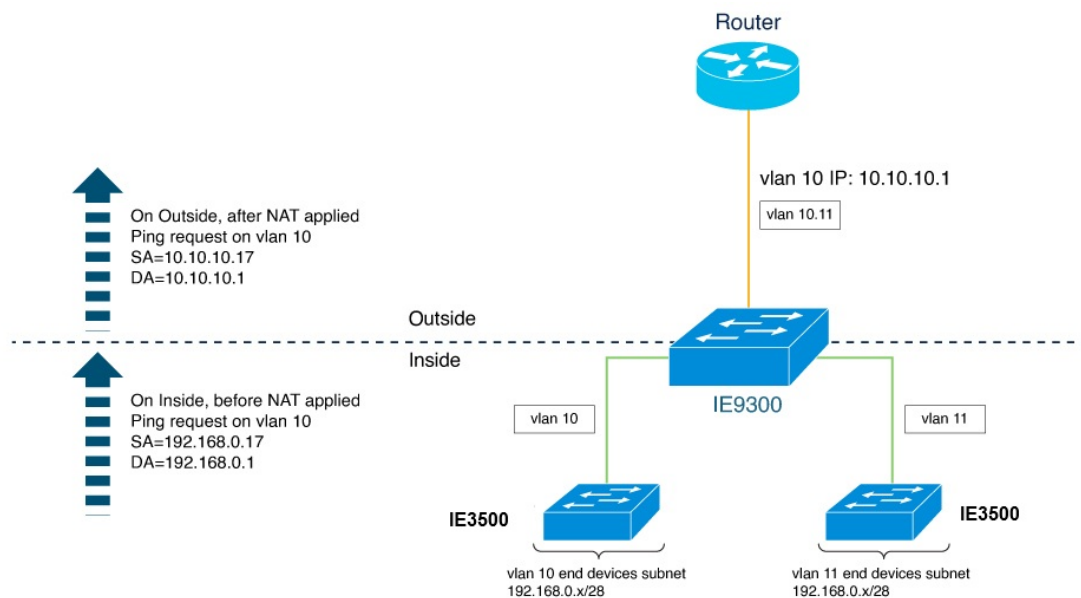 Router
vlan 10 IP: 10.10.10.1
vlan 10.11
On Outside, after NAT applied
Ping request on vlan 10
SA=10.10.10.17
DA=10.10.10.1
Outside
Inside
IE9300
On Inside, before NAT applied
Ping request on vlan 10
SA=192.168.0.17
DA=192.168.0.1
vlan 10
vlan 11
IE3500
IE3500
vlan 10 end devices subnet
192.168.0.x/28
vlan 11 end devices subnet
192.168.0.x/28